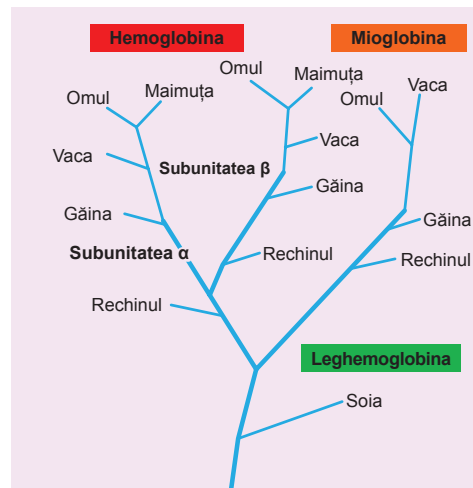 Hemoglobina
Mioglobina
Omul
Maimuța
Vaca
Găina
Subunitatea α
Rechinul
Omul
Maimuța
Vaca
Subunitatea β
Găina
Rechinul
Vaca
Omul
Găina
Rechinul
Leghemoglobina
Soia